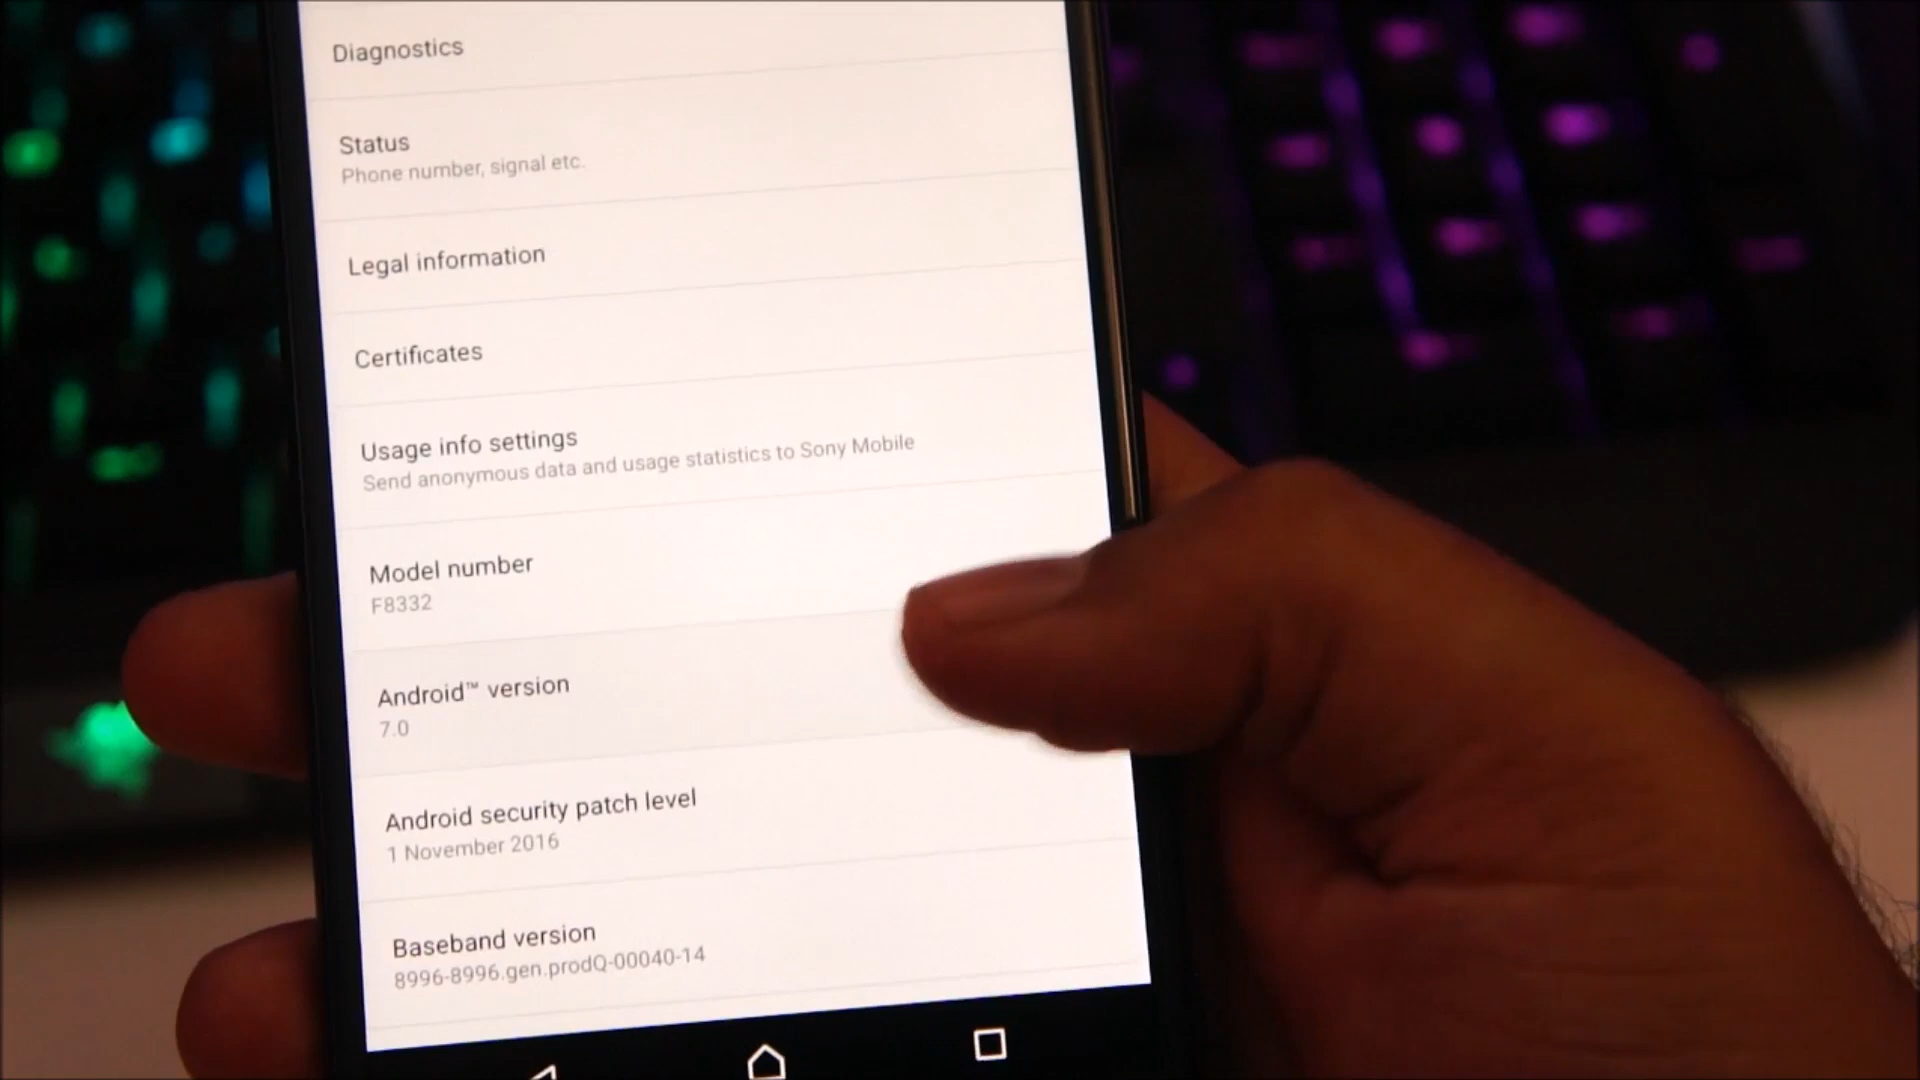 Diagnostics
Status
Phone number, signal etc.
Legal information
Certificates
Usage info settings
Send anonymous data and usage statistics to Sony Mobile
Model number
F8332
Android™ version
7.0
Android security patch level
1 November 2016
Baseband version
8996-8996.gen.prodQ-00040-14